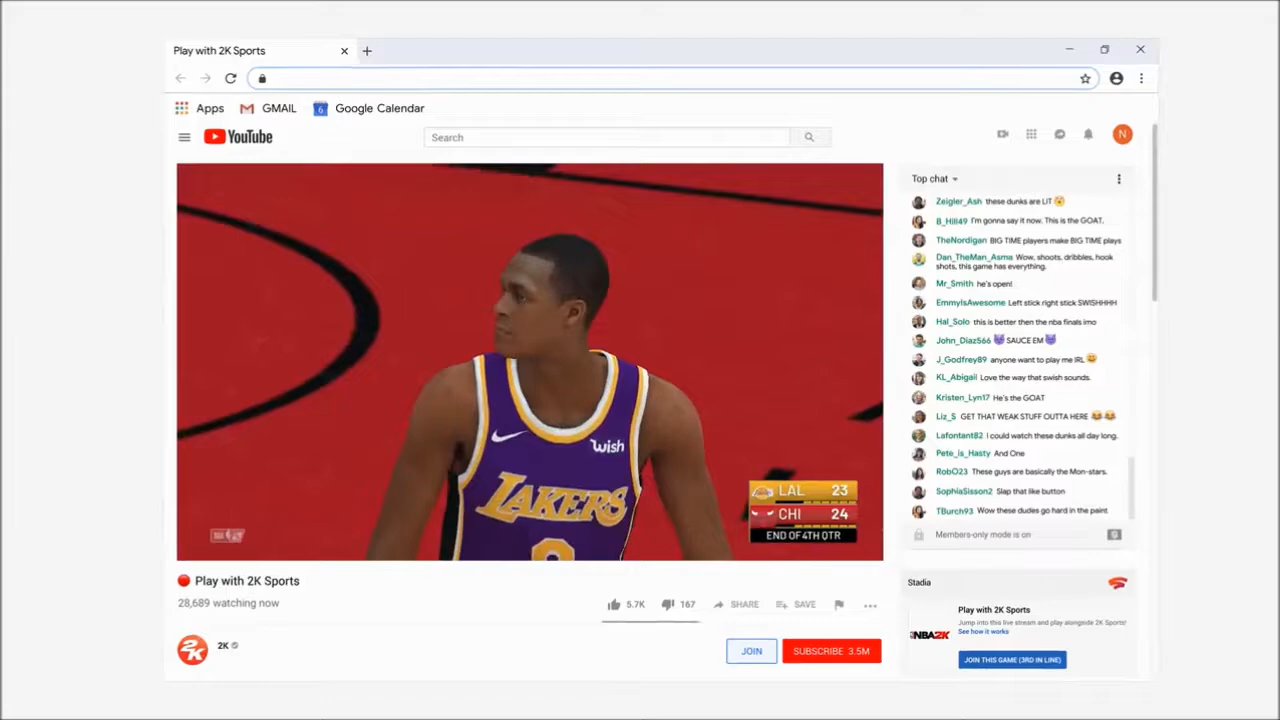 Play with 2K Sports
Apps GMAIL 6 Google Calendar
YouTube
Search
N
Top chat
Zeigler_Ash these dunks are LIT
B_Hill49 I'm gonna say it now. This is the GOAT.
TheNordigan BIG TIME players make BIG TIME plays
Dan_TheMan_Asma Wow, shoots, dribbles, hook
shots, this game has everything.
Mr_Smith he's open!
EmmyIsAwesome Left stick right stick SWISHHHH
Hal_Solo this is better then the nba finals imo
John_Diaz566 SAUCE EM
J_Godfrey89 anyone want to play me IRL
KL_Abigail Love the way that swish sounds.
Kristen_Lyn17 He's the GOAT
Liz_S GET THAT WEAK STUFF OUTTA HERE
Lafontant82 I could watch these dunks all day long.
Pete_is_Hasty And One
RobO23 These guys are basically the Mon-stars.
SophiaSisson2 Slap that like button
TBurch93 Wow these dudes go hard in the paint
Members-only mode is on
wish
LAKERS
LAL 23
CHI 24
END OF 4TH QTR
Play with 2K Sports
28,689 watching now
5.7K 167 SHARE SAVE
2K
2K
JOIN
SUBSCRIBE 3.5M
Stadia
Play with 2K Sports
Jump into this live stream and play alongside 2K Sports!
See how it works
NBA2K
JOIN THIS GAME (3RD IN LINE)